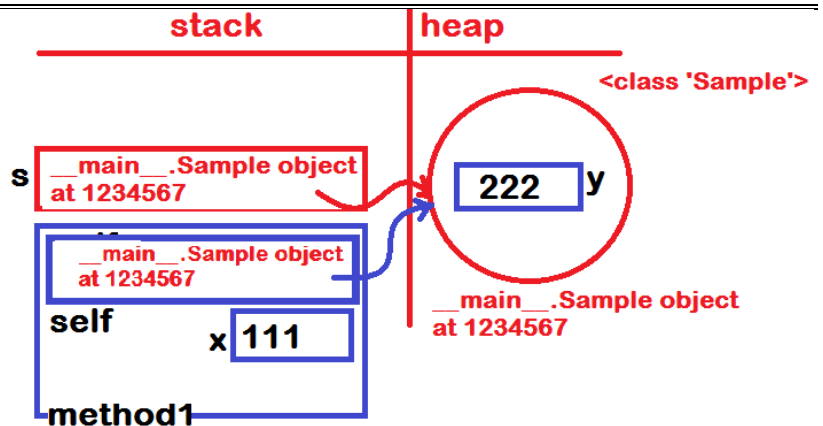 stack
heap
<class 'Sample'>
s
__main__.Sample object
at 1234567
222
y
__main__.Sample object
at 1234567
self
x
111
method1
__main__.Sample object
at 1234567